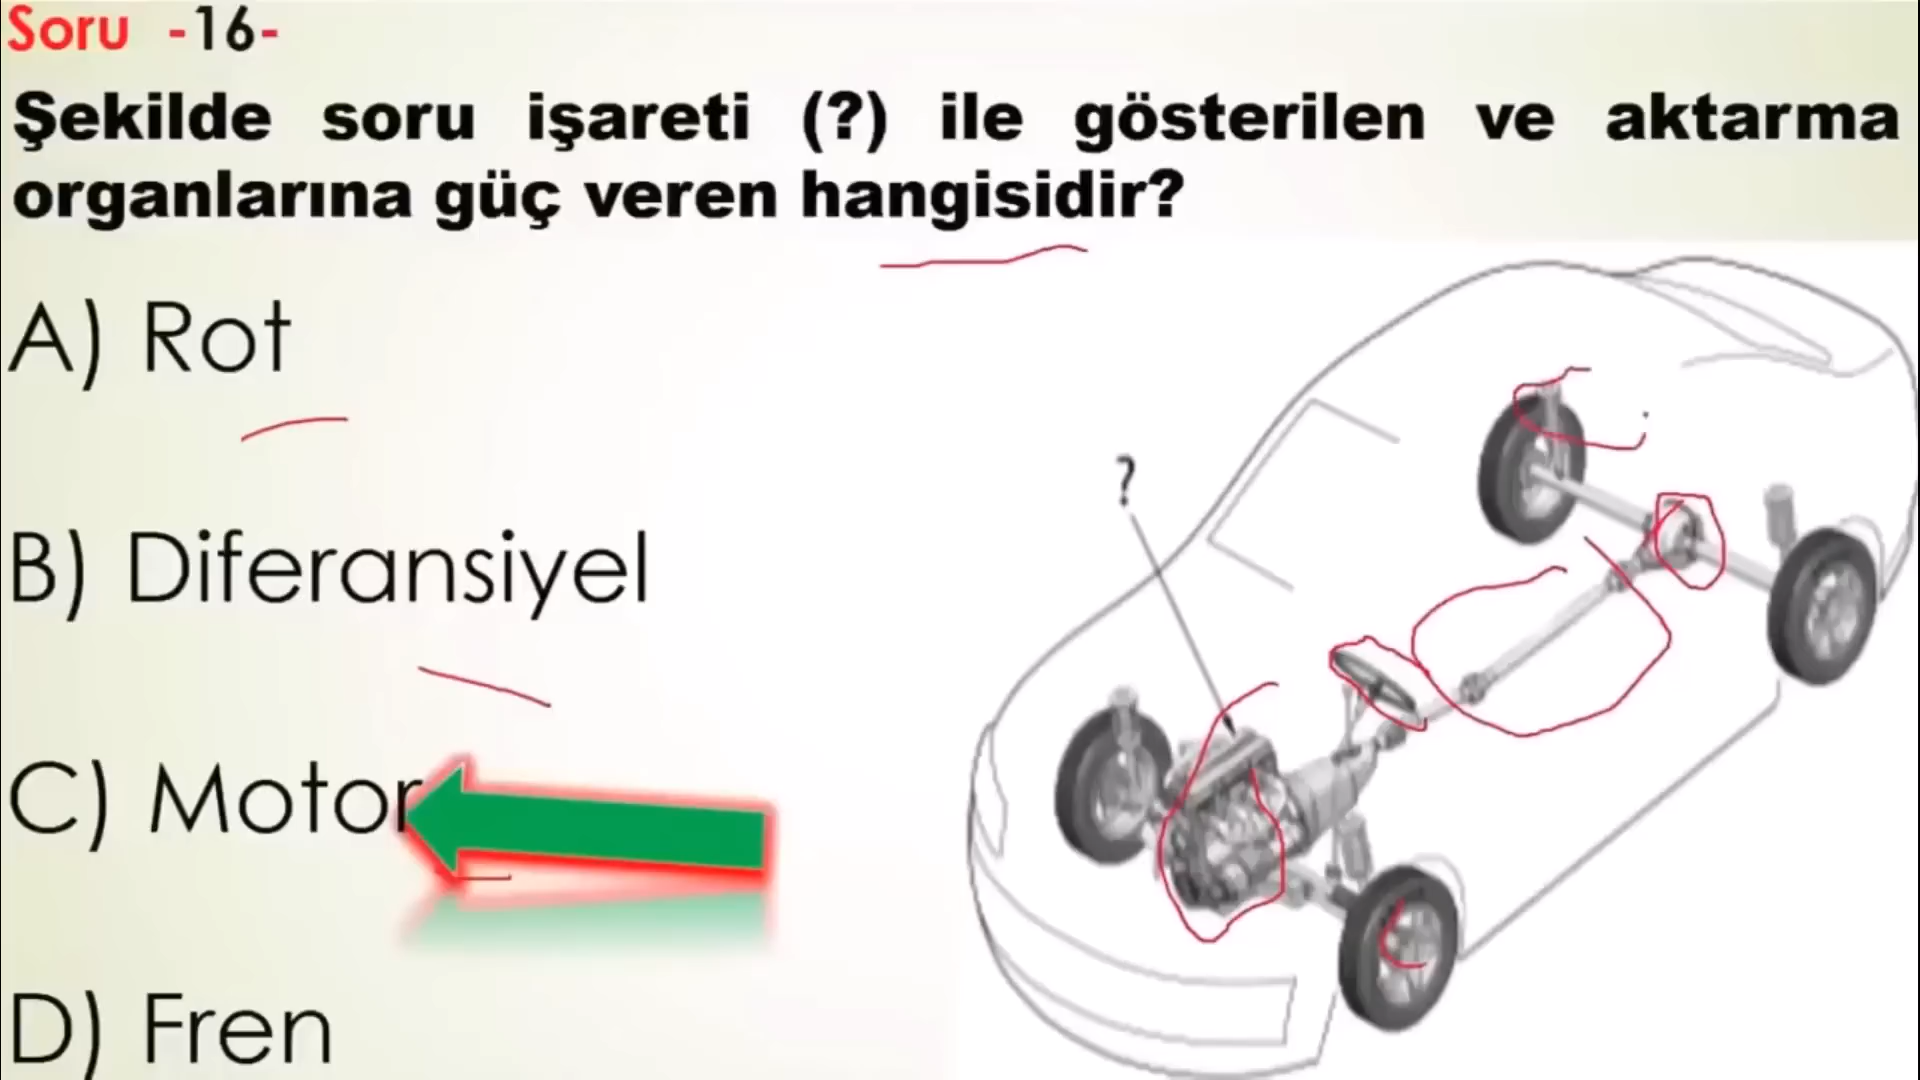 Soru -16-
Şekilde soru işareti (?) ile gösterilen ve aktarma
organlarına güç veren hangisidir?
A) Rot
?
B) Diferansiyel
C) Motor
D) Fren